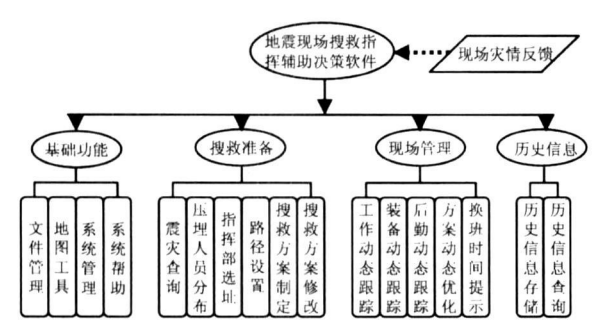 地震现场搜救指
挥辅助决策软件
现场灾情反馈
基础功能
搜救准备
现场管理
历史信息
文件管理
地图工具
系统管理
系统帮助
震灾查询
压埋人员分布
指挥部选址
路径设置
搜救方案制定
搜救方案修改
工作动态跟踪
装备动态跟踪
后勤动态跟踪
方案动态优化
换班时间提示
历史信息存储
历史信息查询